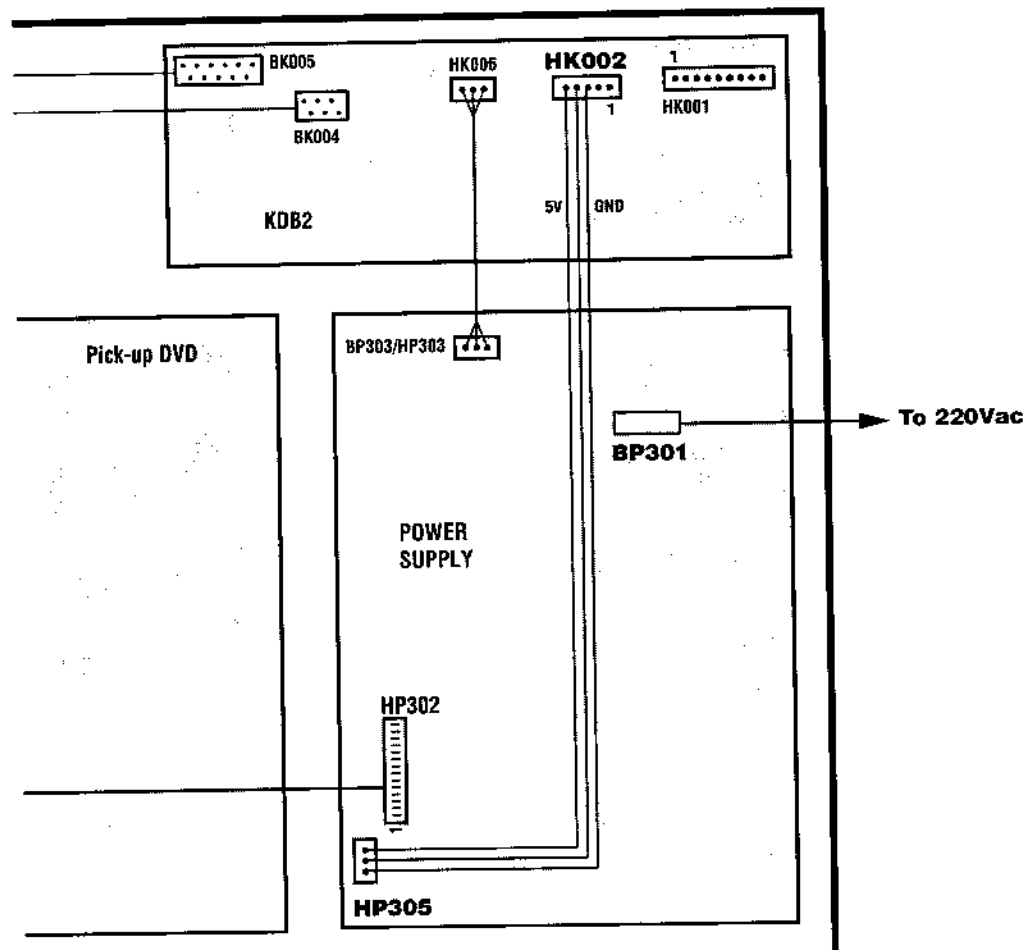 BK005
HK006
HK002
1
HK001
BK004
1
5V
GND
KDB2
Pick-up DVD
BP303/HP303
To 220Vac
BP301
POWER
SUPPLY
HP302
1
HP305